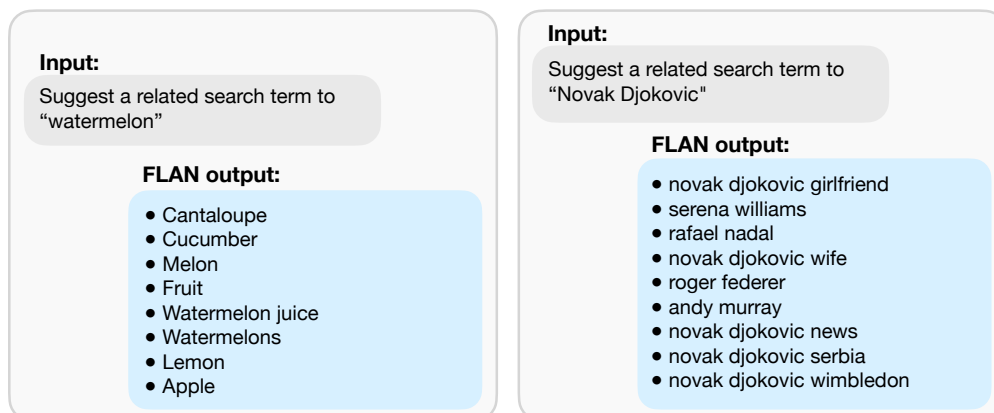 Input:
Suggest a related search term to
“watermelon”
FLAN output:
• Cantaloupe
• Cucumber
• Melon
• Fruit
• Watermelon juice
• Watermelons
• Lemon
• Apple
Input:
Suggest a related search term to
“Novak Djokovic"
FLAN output:
• novak djokovic girlfriend
• serena williams
• rafael nadal
• novak djokovic wife
• roger federer
• andy murray
• novak djokovic news
• novak djokovic serbia
• novak djokovic wimbledon